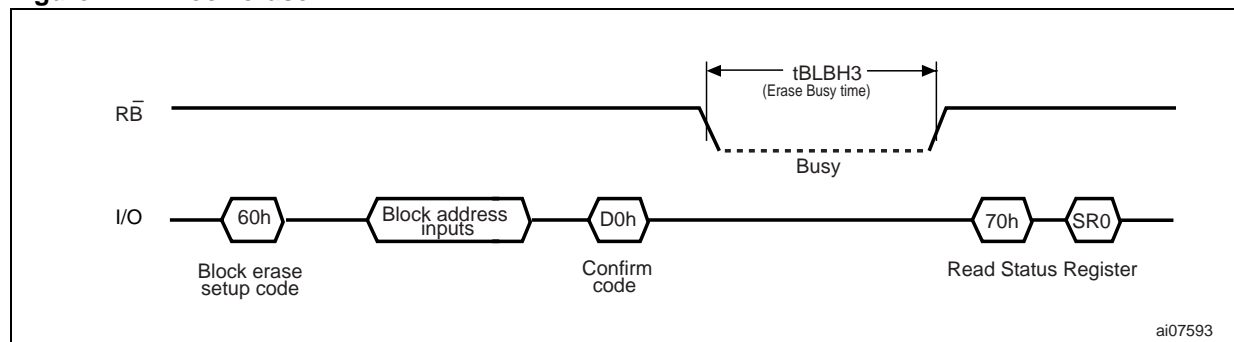 tBLBH3
(Erase Busy time)
RB̅
Busy
I/O
60h
Block address
inputs
D0h
70h
SR0
Block erase
setup code
Confirm
code
Read Status Register
ai07593